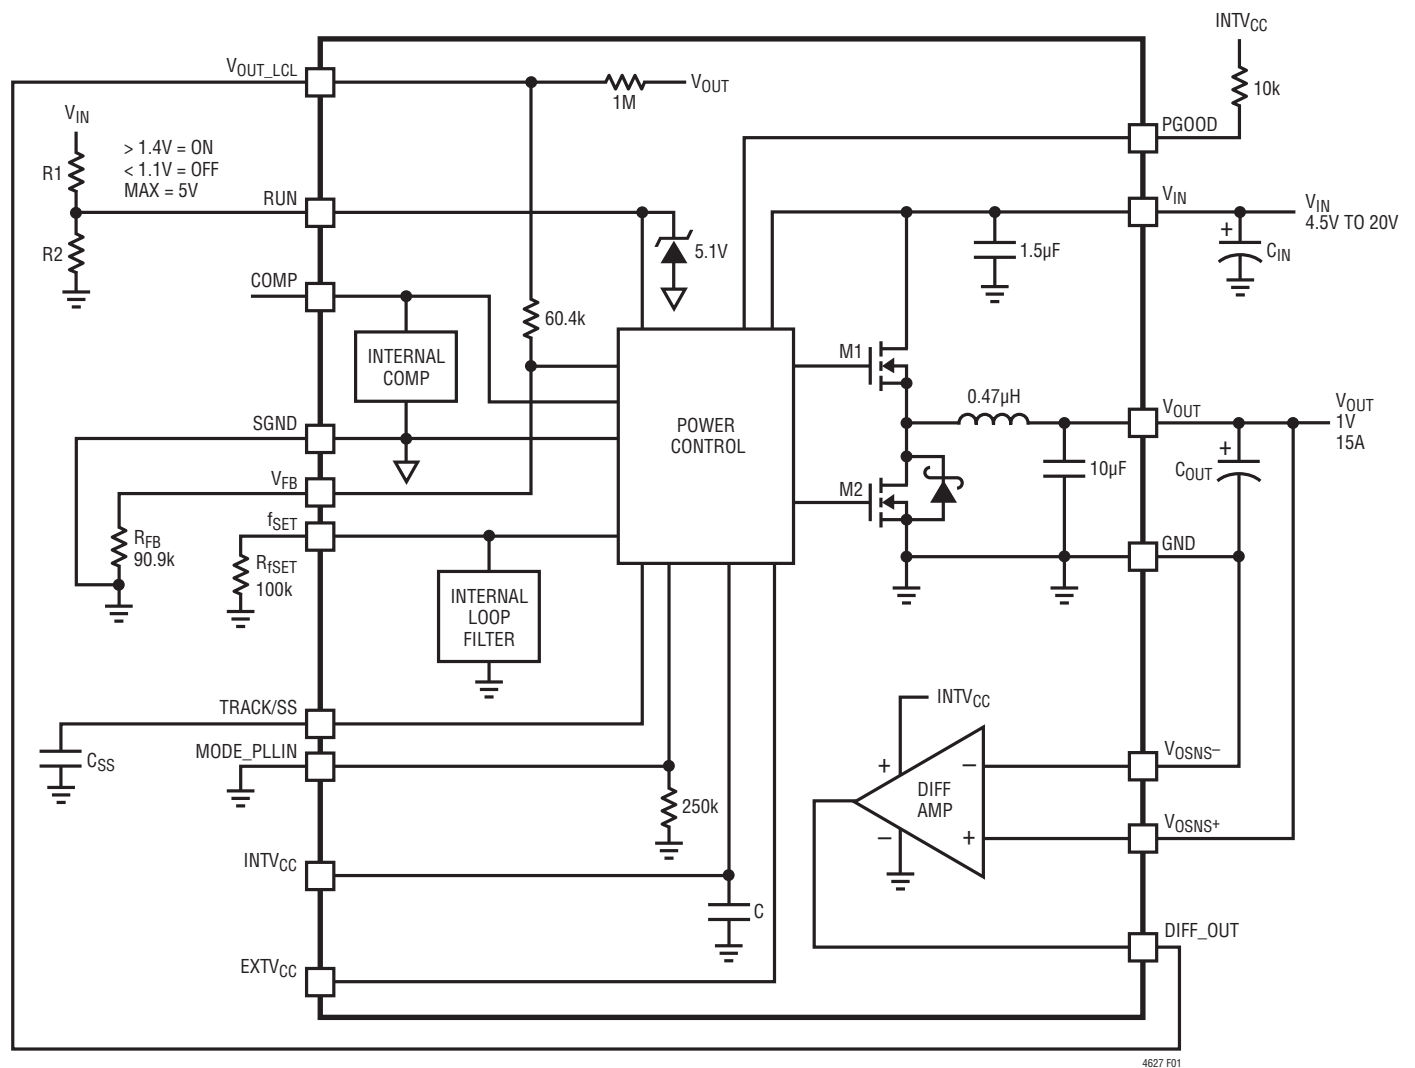 INTVCC
10k
VOUT_LCL
1M
VOUT
PGOOD
VIN
> 1.4V = ON
< 1.1V = OFF
MAX = 5V
R1
R2
RUN
5.1V
VIN
1.5µF
VIN
4.5V TO 20V
+
CIN
COMP
60.4k
INTERNAL
COMP
POWER
CONTROL
M1
0.47µH
VOUT
VOUT
1V
15A
SGND
VFB
fSET
RFB
90.9k
RfSET
100k
M2
10µF
+
COUT
GND
INTERNAL
LOOP
FILTER
TRACK/SS
CSS
MODE_PLLIN
250k
INTVCC
C
EXTVCC
INTVCC
+
–
DIFF
AMP
–
+
VOSNS–
VOSNS+
DIFF_OUT
4627 F01